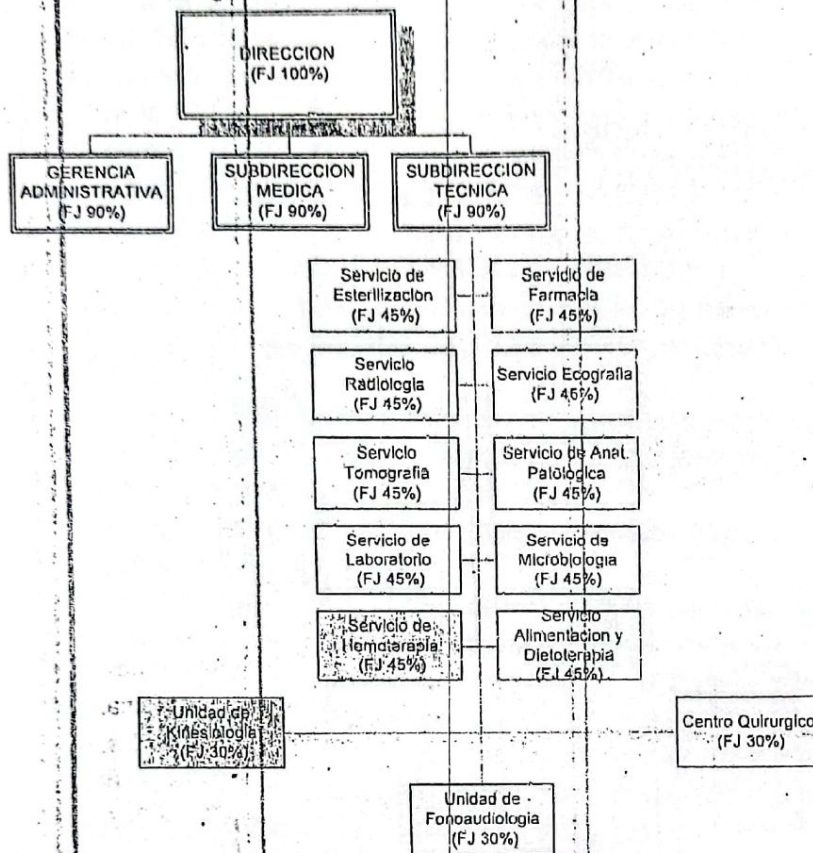 DIRECCION
(FJ 100%)
GERENCIA
ADMINISTRATIVA
(FJ 90%)
SUBDIRECCION
MEDICA
(FJ 90%)
SUBDIRECCION
TECNICA
(FJ 90%)
Servicio de
Esterilizacion
(FJ 45%)
Servicio de
Farmacia
(FJ 45%)
Servicio
Radiologia
(FJ 45%)
Servicio Ecografia
(FJ 45%)
Servicio
Tomografia
(FJ 45%)
Servicio de Anat.
Patologica
(FJ 45%)
Servicio de
Laboratorio
(FJ 45%)
Servicio de
Microbiologia
(FJ 45%)
Servicio de
Hemoterapia
(FJ 45%)
Servicio
Alimentacion y
Dietoterapia
(FJ 45%)
Unidad de
Kinesiologia
(FJ 30%)
Centro Quirurgico
(FJ 30%)
Unidad de
Fonoaudiologia
(FJ 30%)